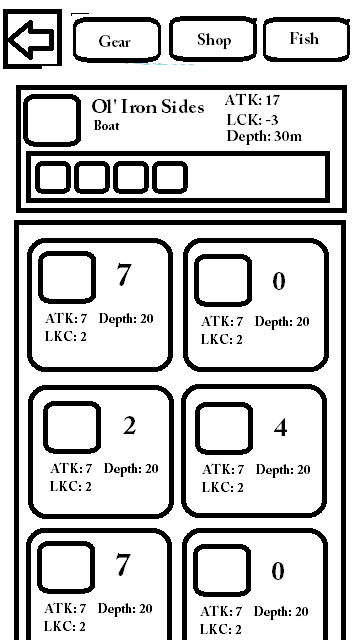 Gear Shop Fish
Ol' Iron Sides ATK: 17
Boat LCK: -3
Depth: 30m
7
ATK: 7 Depth: 20
LKC: 2
0
ATK: 7 Depth: 20
LKC: 2
2
ATK: 7 Depth: 20
LKC: 2
4
ATK: 7 Depth: 20
LKC: 2
7
ATK: 7 Depth: 20
LKC: 2
0
ATK: 7 Depth: 20
LKC: 2